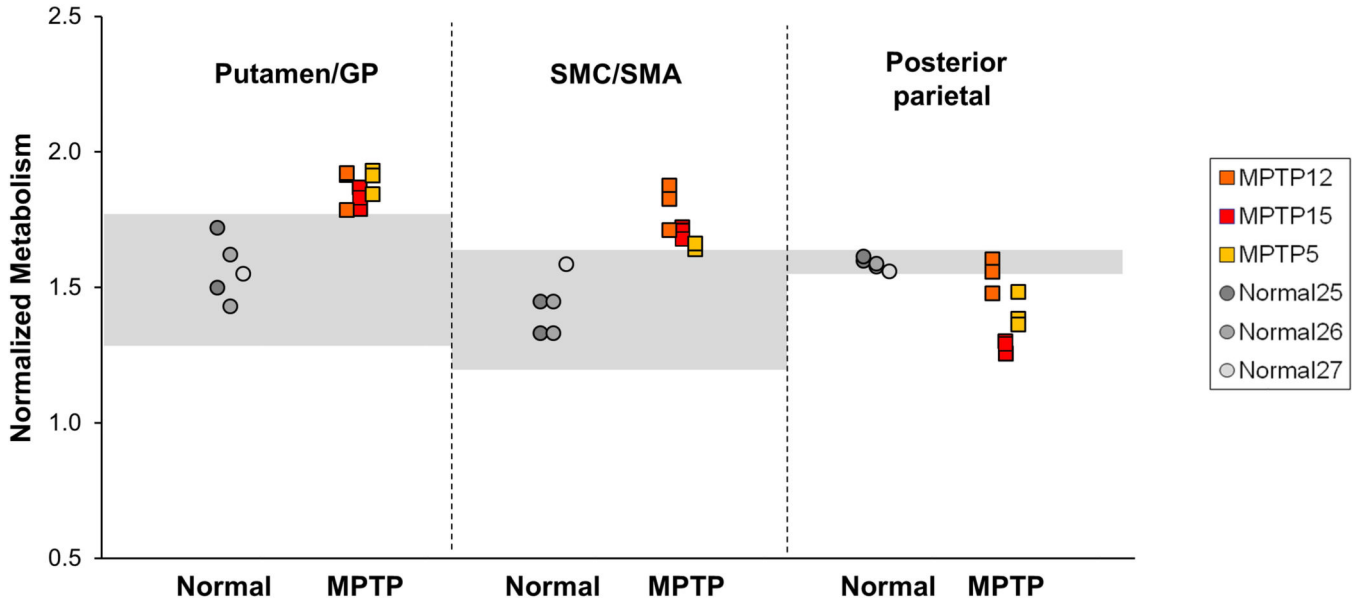 2.5
2.0
1.5
1.0
0.5
Normalized Metabolism
Putamen/GP
SMC/SMA
Posterior
parietal
Normal MPTP Normal MPTP Normal MPTP
MPTP12
MPTP15
MPTP5
Normal25
Normal26
Normal27